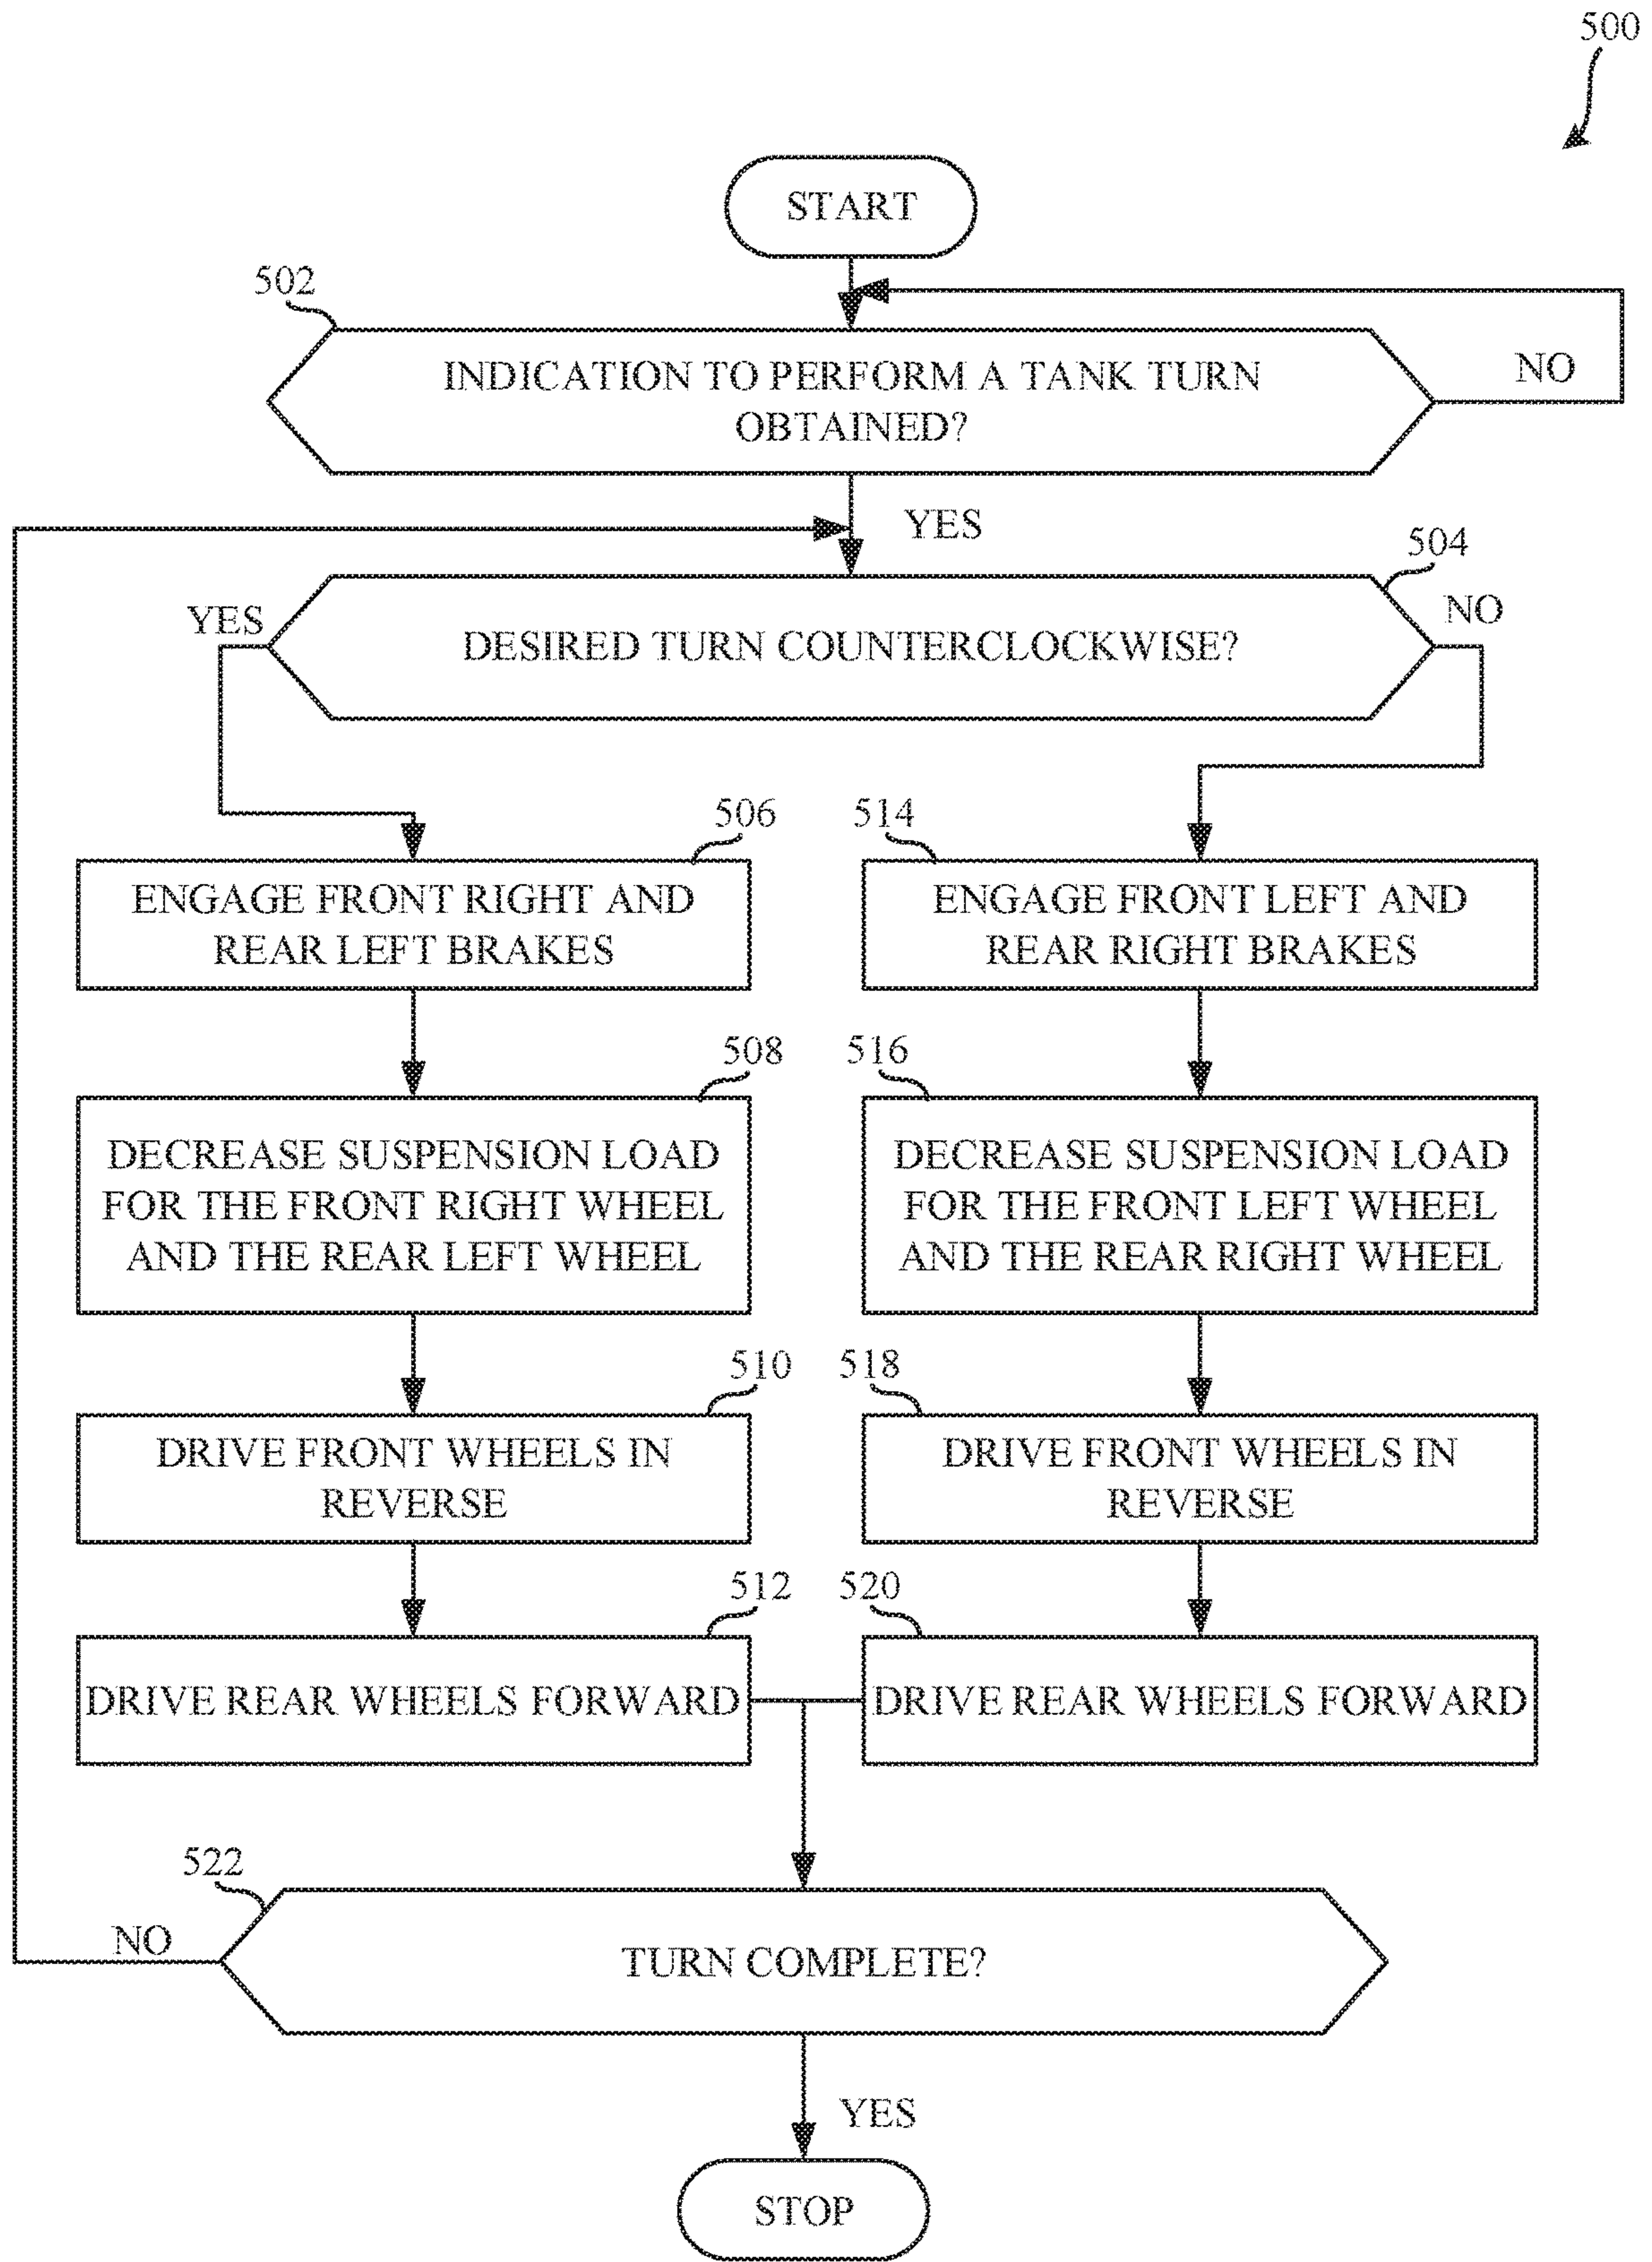 500
START
502
INDICATION TO PERFORM A TANK TURN
OBTAINED?
NO
YES
504
YES
DESIRED TURN COUNTERCLOCKWISE?
NO
506
ENGAGE FRONT RIGHT AND
REAR LEFT BRAKES
508
DECREASE SUSPENSION LOAD
FOR THE FRONT RIGHT WHEEL
AND THE REAR LEFT WHEEL
510
DRIVE FRONT WHEELS IN
REVERSE
512
DRIVE REAR WHEELS FORWARD
514
ENGAGE FRONT LEFT AND
REAR RIGHT BRAKES
516
DECREASE SUSPENSION LOAD
FOR THE FRONT LEFT WHEEL
AND THE REAR RIGHT WHEEL
518
DRIVE FRONT WHEELS IN
REVERSE
520
DRIVE REAR WHEELS FORWARD
522
NO
TURN COMPLETE?
YES
STOP